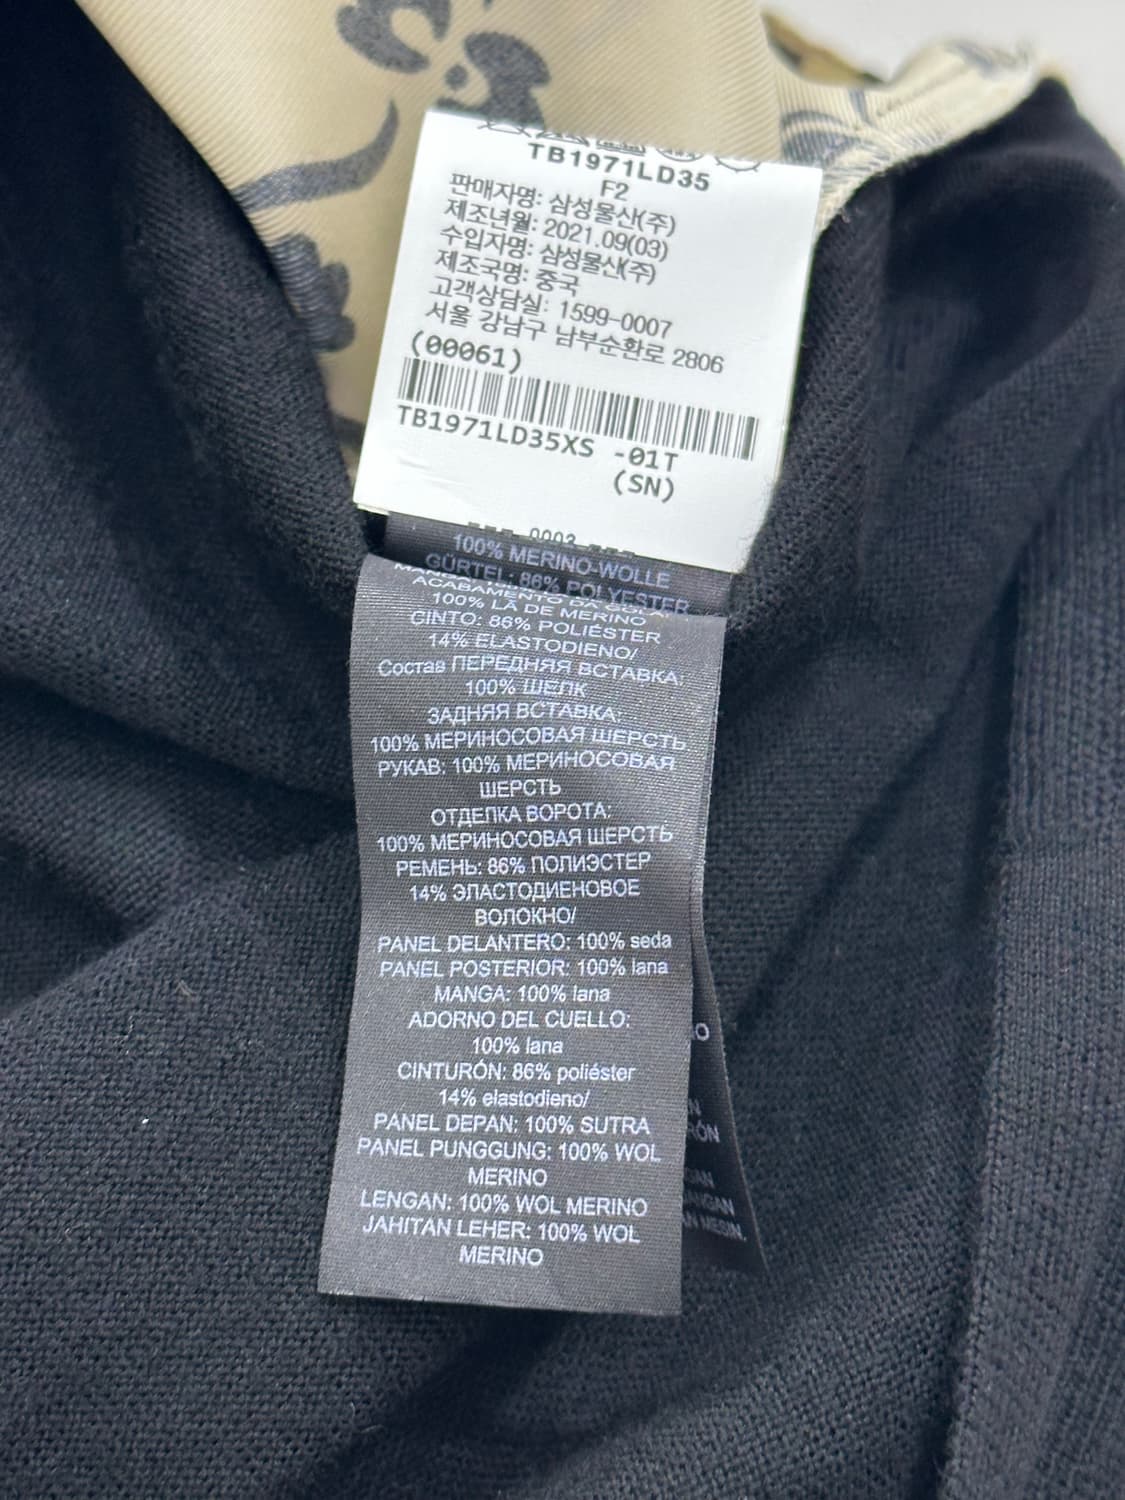 TB1971LD35
F2
판매자명: 삼성물산(주)
제조년월: 2021.09(03)
수입자명: 삼성물산(주)
제조국명: 중국
고객상담실: 1599-0007
서울 강남구 남부순환로 2806
(00061)
TB1971LD35XS -01T
(SN)
0003
100% MERINO-WOLLE
GÜRTEL: 86% POLYESTER
ACABAMENTO DA
100% LÃ DE MERINO
CINTO: 86% POLIÉSTER
14% ELASTODIENO/
Состав ПЕРЕДНЯЯ ВСТАВКА:
100% ШЕЛК
ЗАДНЯЯ ВСТАВКА:
100% МЕРИНОСОВАЯ ШЕРСТЬ
РУКАВ: 100% МЕРИНОСОВАЯ
ШЕРСТЬ
ОТДЕЛКА ВОРОТА:
100% МЕРИНОСОВАЯ ШЕРСТЬ
РЕМЕНЬ: 86% ПОЛИЭСТЕР
14% ЭЛАСТОДИЕНОВОЕ
ВОЛОКНО/
PANEL DELANTERO: 100% seda
PANEL POSTERIOR: 100% lana
MANGA: 100% lana
ADORNO DEL CUELLO:
100% lana
CINTURÓN: 86% poliéster
14% elastodieno/
PANEL DEPAN: 100% SUTRA
PANEL PUNGGUNG: 100% WOL
MERINO
LENGAN: 100% WOL MERINO
JAHITAN LEHER: 100% WOL
MERINO